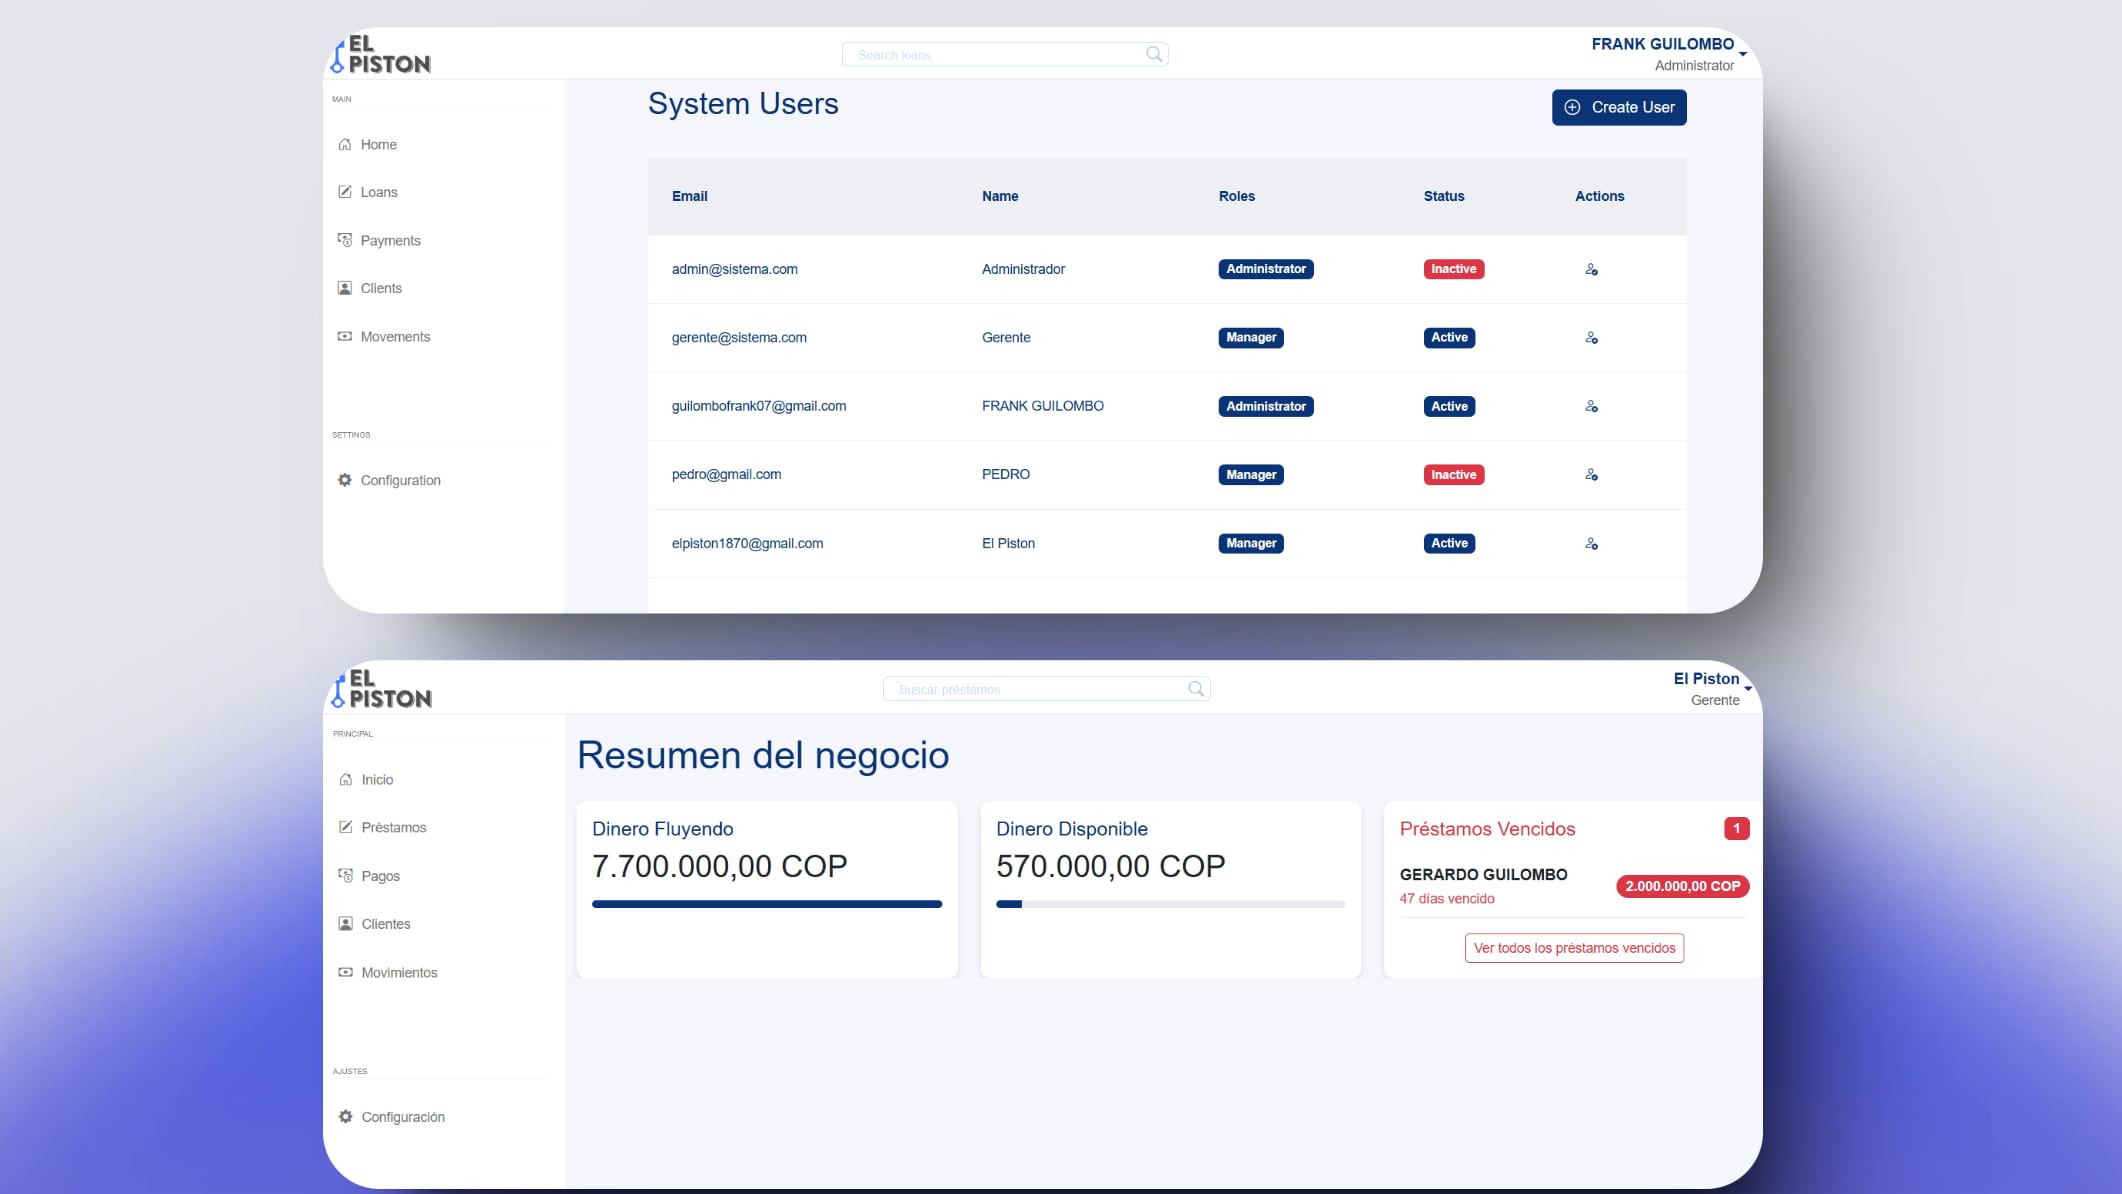 EL
PISTON
Search loans...
FRANK GUILOMBO
Administrator
MAIN
Home
Loans
Payments
Clients
Movements
SETTINGS
Configuration
System Users
Create User
Email Name Roles Status Actions
admin@sistema.com Administrador Administrator Inactive
gerente@sistema.com Gerente Manager Active
guilombofrank07@gmail.com FRANK GUILOMBO Administrator Active
pedro@gmail.com PEDRO Manager Inactive
elpiston1870@gmail.com El Piston Manager Active
EL
PISTON
Buscar préstamos...
El Piston
Gerente
PRINCIPAL
Inicio
Préstamos
Pagos
Clientes
Movimientos
AJUSTES
Configuración
Resumen del negocio
Dinero Fluyendo
7.700.000,00 COP
Dinero Disponible
570.000,00 COP
Préstamos Vencidos 1
GERARDO GUILOMBO
47 días vencido
2.000.000,00 COP
Ver todos los préstamos vencidos